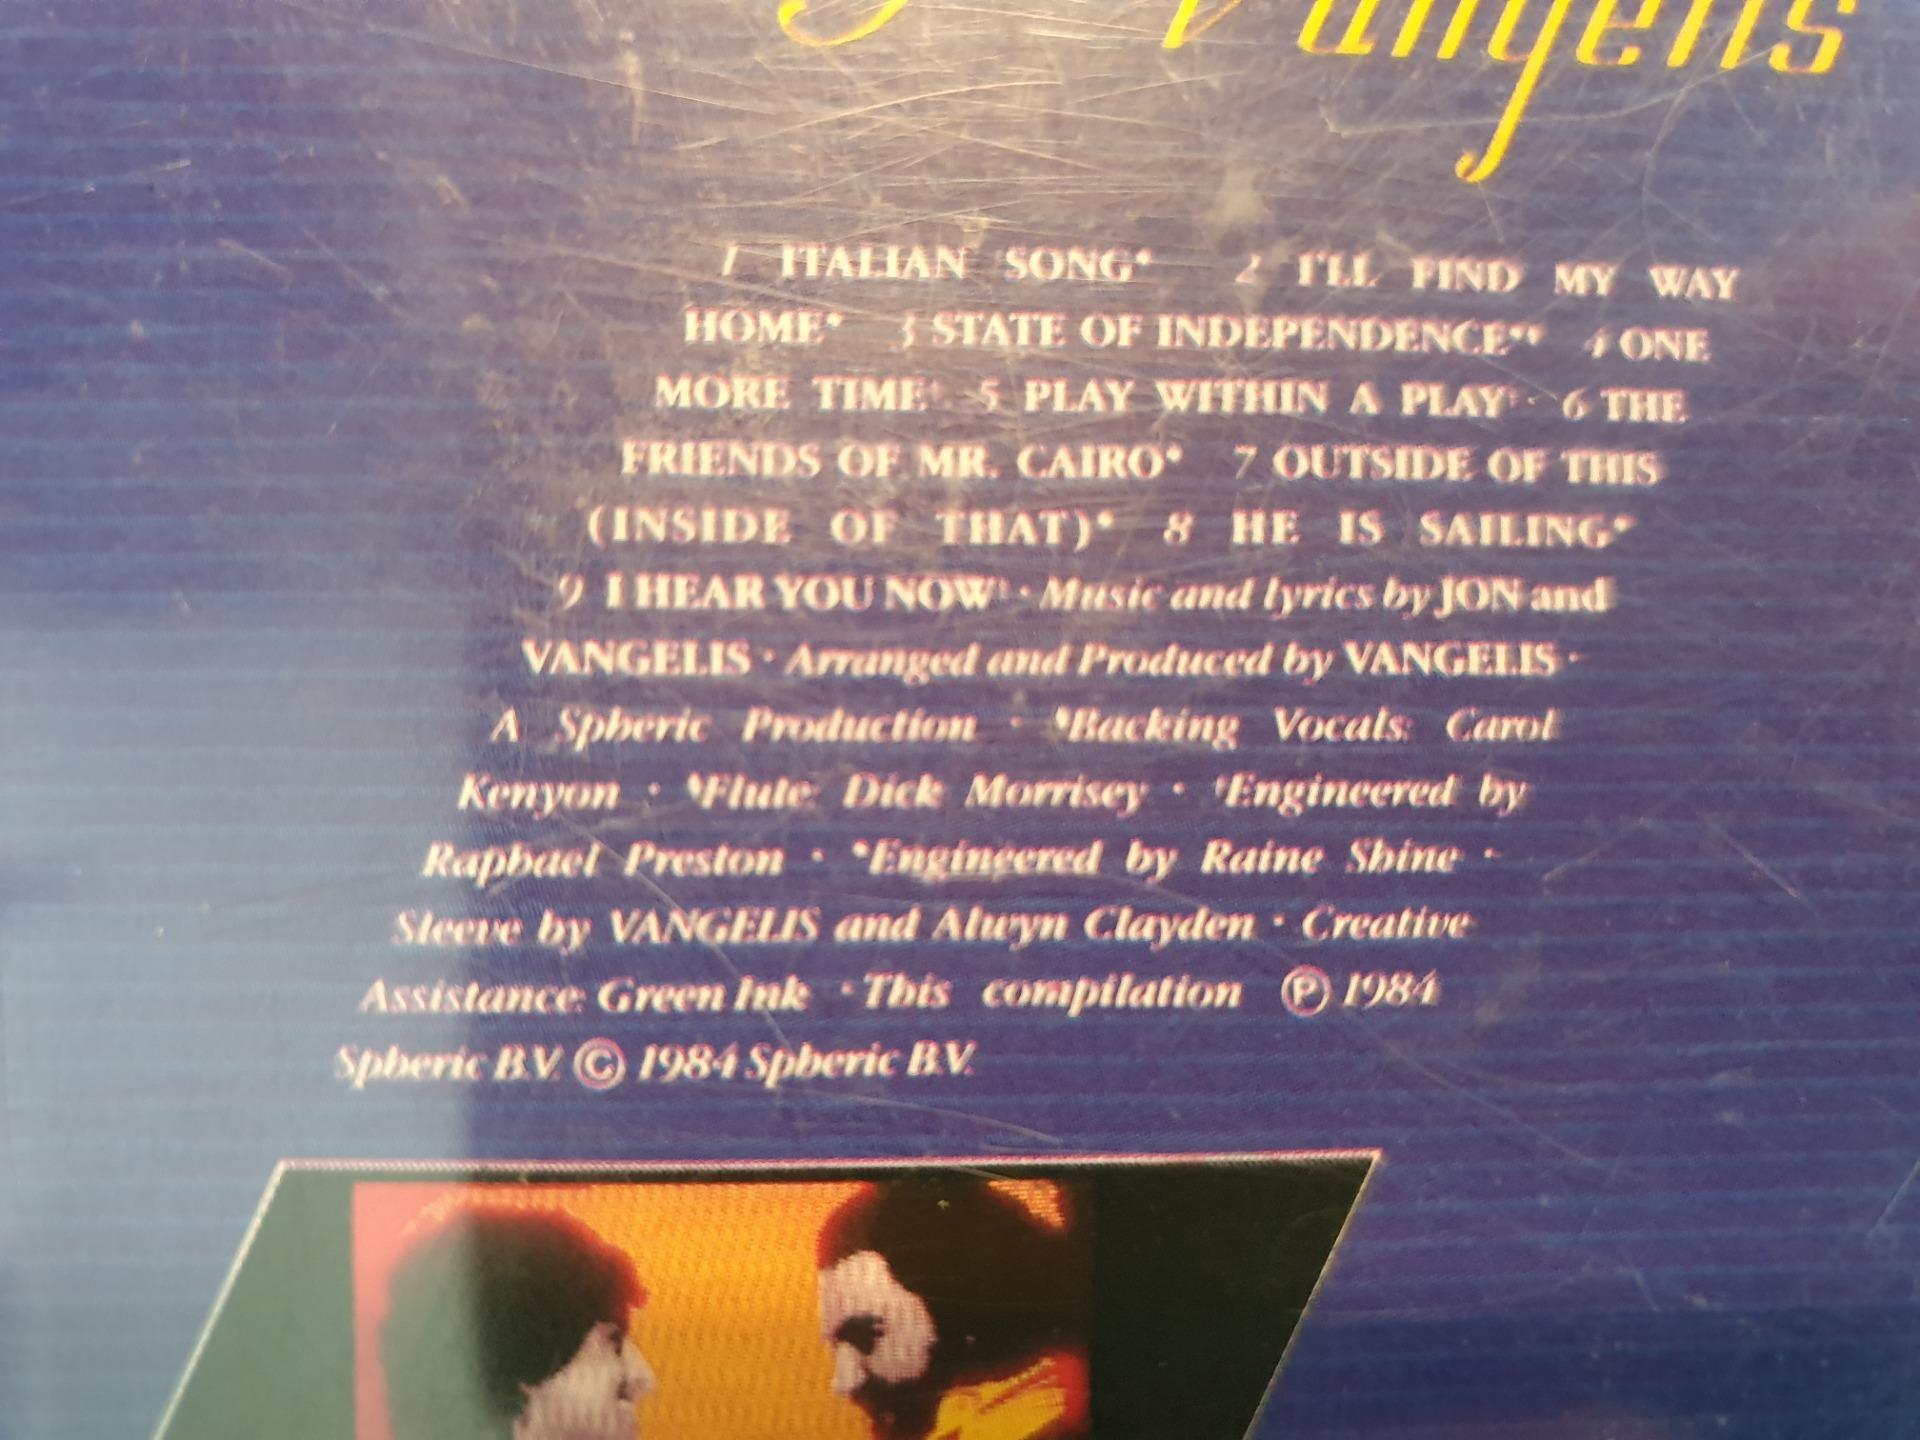 Vangelis
1 ITALIAN SONG* 2 I'LL FIND MY WAY
HOME* 3 STATE OF INDEPENDENCE** 4 ONE
MORE TIME† 5 PLAY WITHIN A PLAY† · 6 THE
FRIENDS OF MR. CAIRO* 7 OUTSIDE OF THIS
(INSIDE OF THAT)* 8 HE IS SAILING*
9 I HEAR YOU NOW† · Music and lyrics by JON and
VANGELIS · Arranged and Produced by VANGELIS ·
A Spheric Production · *Backing Vocals: Carol
Kenyon · *Flute: Dick Morrisey · †Engineered by
Raphael Preston · *Engineered by Raine Shine ·
Sleeve by VANGELIS and Alwyn Clayden · Creative
Assistance: Green Ink · This compilation ℗ 1984
Spheric B.V. © 1984 Spheric B.V.